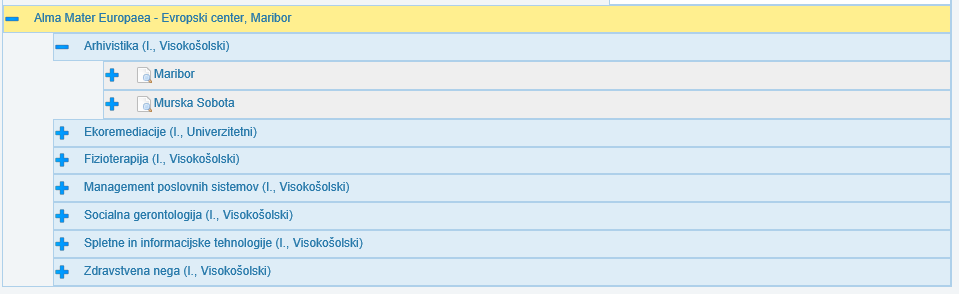 Alma Mater Europaea - Evropski center, Maribor
Arhivistika (I., Visokošolski)
Maribor
Murska Sobota
Ekoremediacije (I., Univerzitetni)
Fizioterapija (I., Visokošolski)
Management poslovnih sistemov (I., Visokošolski)
Socialna gerontologija (I., Visokošolski)
Spletne in informacijske tehnologije (I., Visokošolski)
Zdravstvena nega (I., Visokošolski)